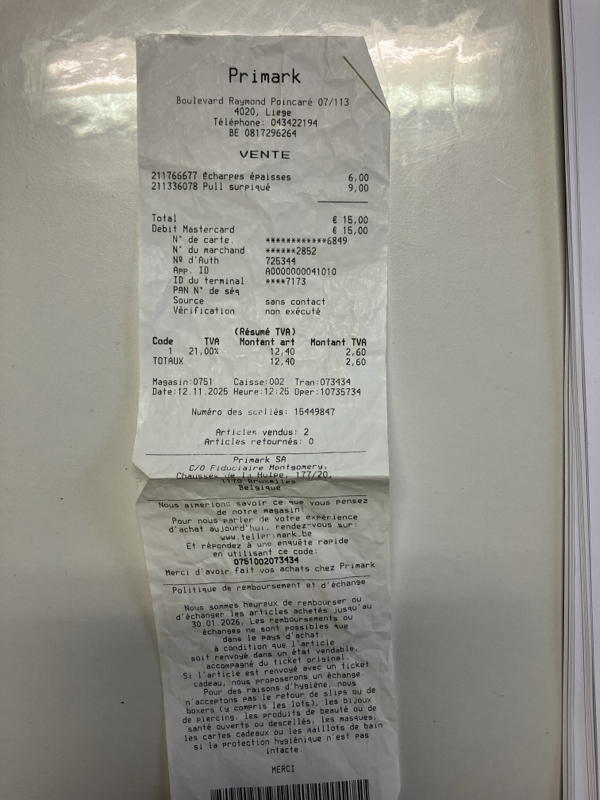 Primark
Boulevard Raymond Poincaré 07/113
4020, Liege
Téléphone: 043422194
BE 0817296264
VENTE
211766677 Écharpes épaisses 6,00
211336078 Pull surpiqué 9,00
Total € 15,00
Debit Mastercard € 15,00
N° de carte. ************6849
N° du marchand ******2852
Nº d'Auth 725344
App. ID A0000000041010
ID du terminal ****7173
PAN N° de séq
Source sans contact
Vérification non exécuté
(Résumé TVA)
Code TVA Montant art Montant TVA
1 21,00% 12,40 2,60
TOTAUX 12,40 2,60
Magasin:0751 Caisse:002 Tran:073434
Date:12.11.2025 Heure:12:25 Oper:10735734
Numéro des scellés: 15449847
Articles vendus: 2
Articles retournés: 0
Primark SA
C/O Fiduciaire Montgomery,
Chaussée de la Hulpe, 177/20,
1170 Bruxelles
Belgique
Nous aimerions savoir ce que vous pensez
de notre magasin!
Pour nous parler de votre expérience
d'achat aujourd'hui, rendez-vous sur:
www.tellprimark.be
Et répondez à une enquête rapide
en utilisant ce code:
0751002073434
Merci d'avoir fait vos achats chez Primark
Politique de remboursement et d'échange
Nous sommes heureux de rembourser ou
d'échanger les articles achetés jusqu'au
30.01.2026. Les remboursements ou
échanges ne sont possibles que
dans le pays d'achat.
à condition que l'article
soit renvoyé dans un état vendable,
accompagné du ticket original.
Si l'article est renvoyé avec un ticket
cadeau, nous proposerons un échange.
Pour des raisons d'hygiène, nous
n'acceptons pas le retour de slips ou de
boxers (y compris les lots), les bijoux
de piercing, les produits de beauté ou de
santé ouverts ou descellés, les masques,
les cartes cadeaux ou les maillots de bain
si la protection hygiénique n'est pas
intacte.
MERCI